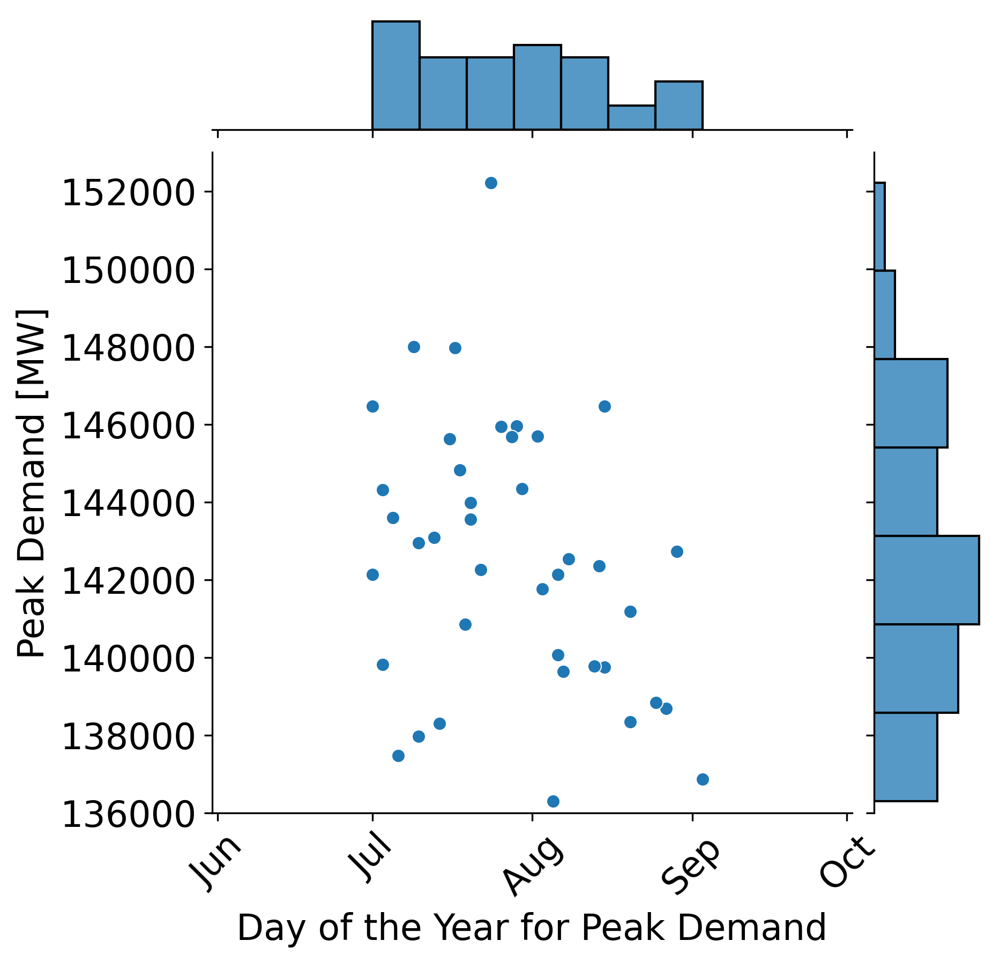 152000
150000
148000
146000
144000
142000
140000
138000
136000
Peak Demand [MW]
Jun
Jul
Aug
Sep
Oct
Day of the Year for Peak Demand